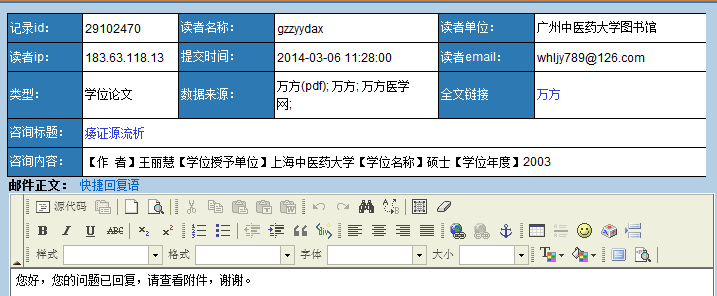 记录id： 29102470 读者名称： gzzyydax 读者单位： 广州中医药大学图书馆
读者ip： 183.63.118.13 提交时间： 2014-03-06 11:28:00 读者email： whljy789@126.com
类型： 学位论文 数据来源： 万方(pdf); 万方; 万方医学网; 全文链接 万方
咨询标题： 痿证源流析
咨询内容： 【作 者】王丽慧【学位授予单位】上海中医药大学【学位名称】硕士【学位年度】2003
邮件正文： 快捷回复语
源代码
B I U ABC x₂ x²
样式 格式 字体 大小
您好，您的问题已回复，请查看附件，谢谢。